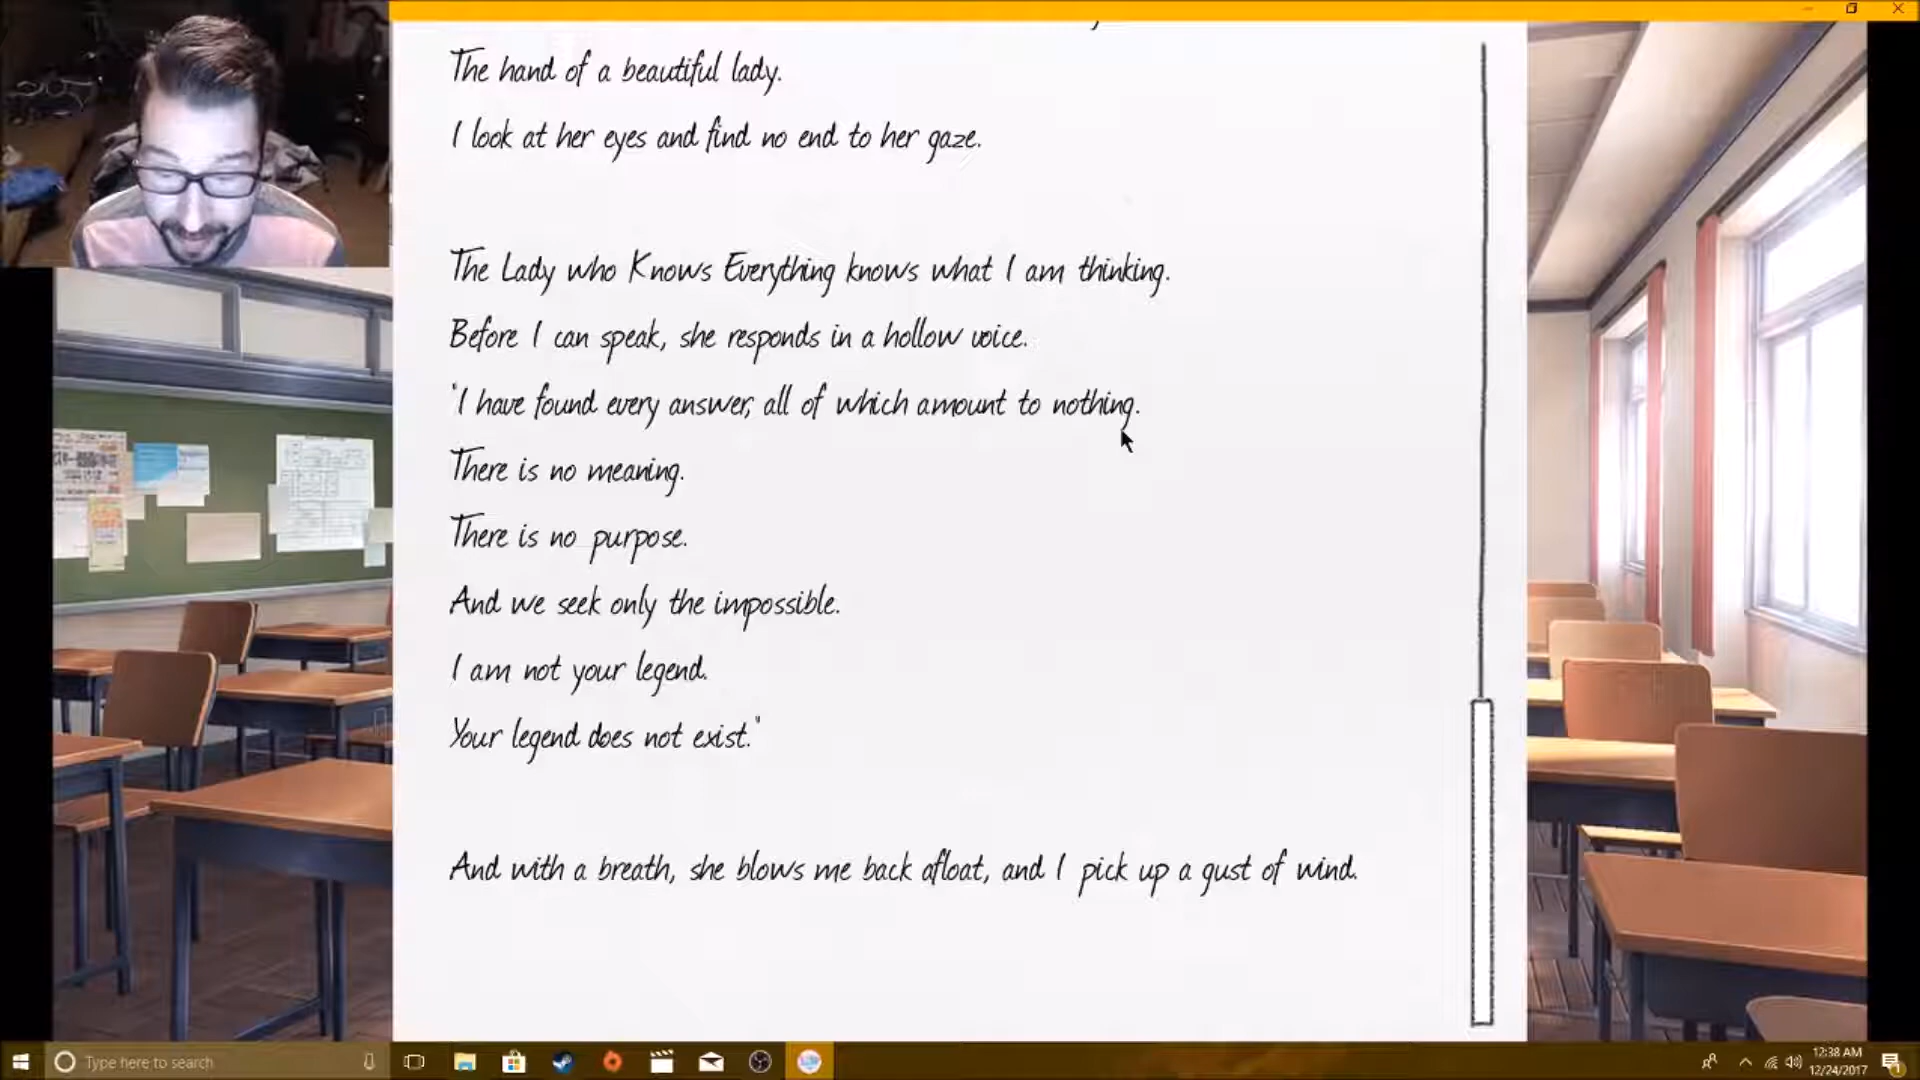 The hand of a beautiful lady.
I look at her eyes and find no end to her gaze.
The Lady who Knows Everything knows what I am thinking.
Before I can speak, she responds in a hollow voice.
"I have found every answer, all of which amount to nothing.
There is no meaning.
There is no purpose.
And we seek only the impossible.
I am not your legend.
Your legend does not exist."
And with a breath, she blows me back afloat, and I pick up a gust of wind.
Type here to search
12:38 AM
12/24/2017